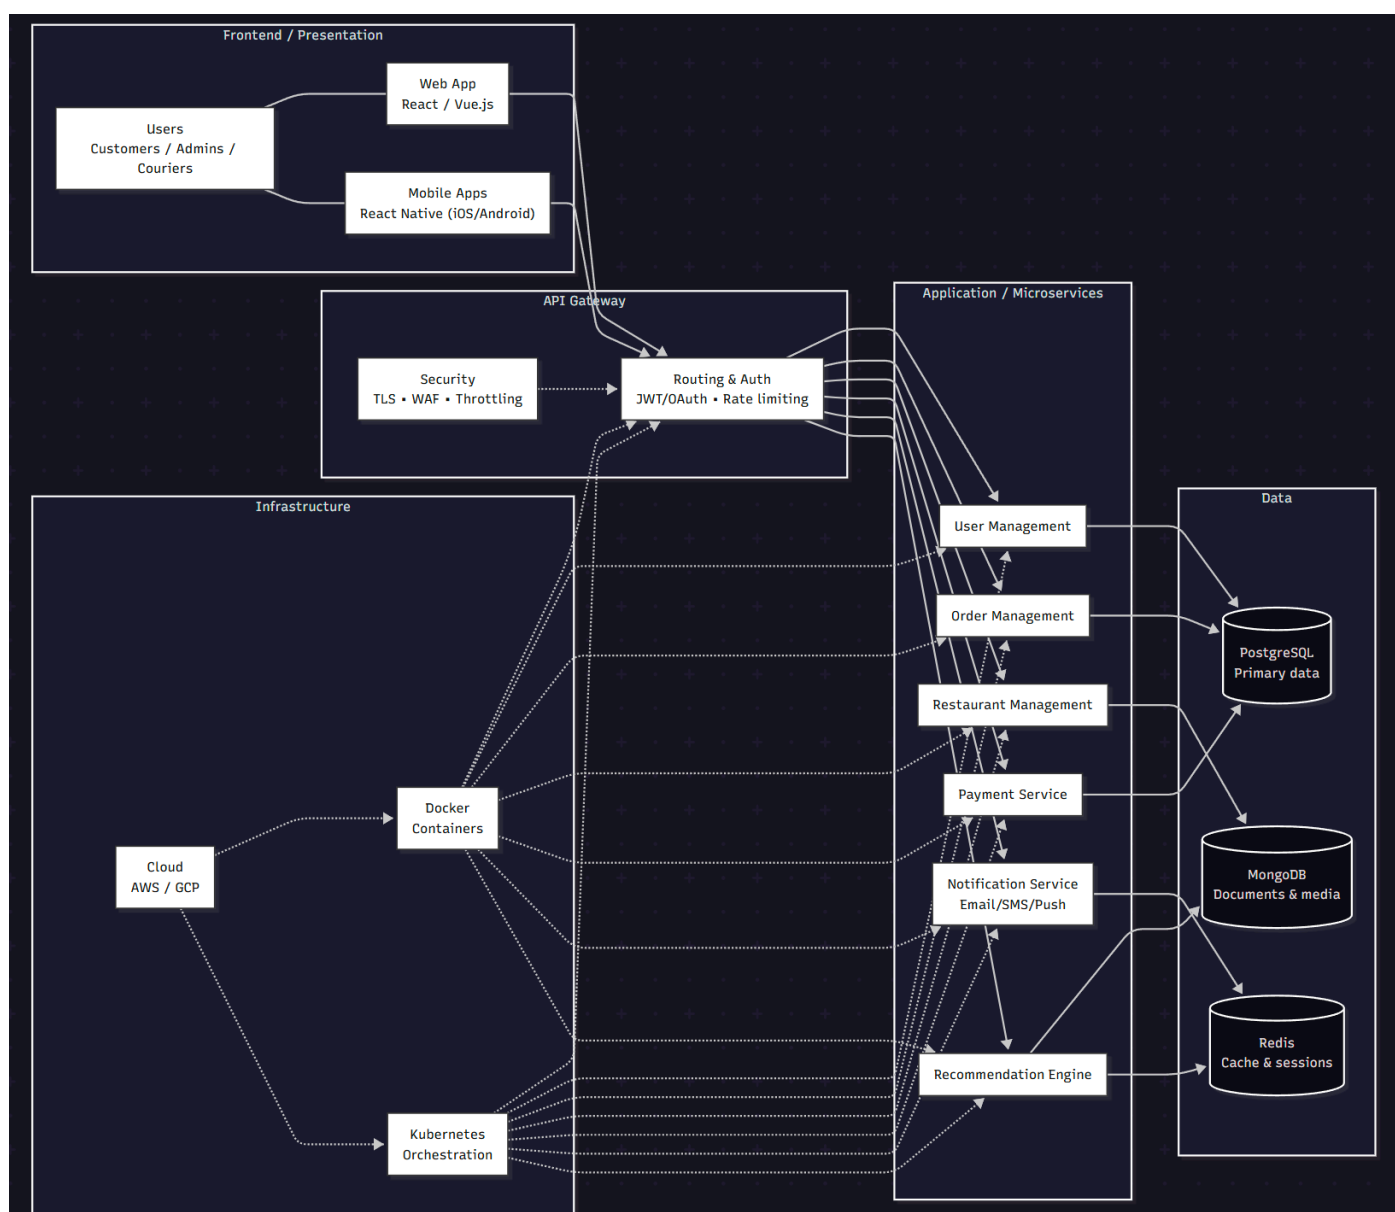 Frontend / Presentation
Web App
React / Vue.js
Users
Customers / Admins /
Couriers
Mobile Apps
React Native (iOS/Android)
API Gateway
Security
TLS • WAF • Throttling
Routing & Auth
JWT/OAuth • Rate limiting
Application / Microservices
User Management
Order Management
Restaurant Management
Payment Service
Notification Service
Email/SMS/Push
Recommendation Engine
Data
PostgreSQL
Primary data
MongoDB
Documents & media
Redis
Cache & sessions
Infrastructure
Docker
Containers
Cloud
AWS / GCP
Kubernetes
Orchestration